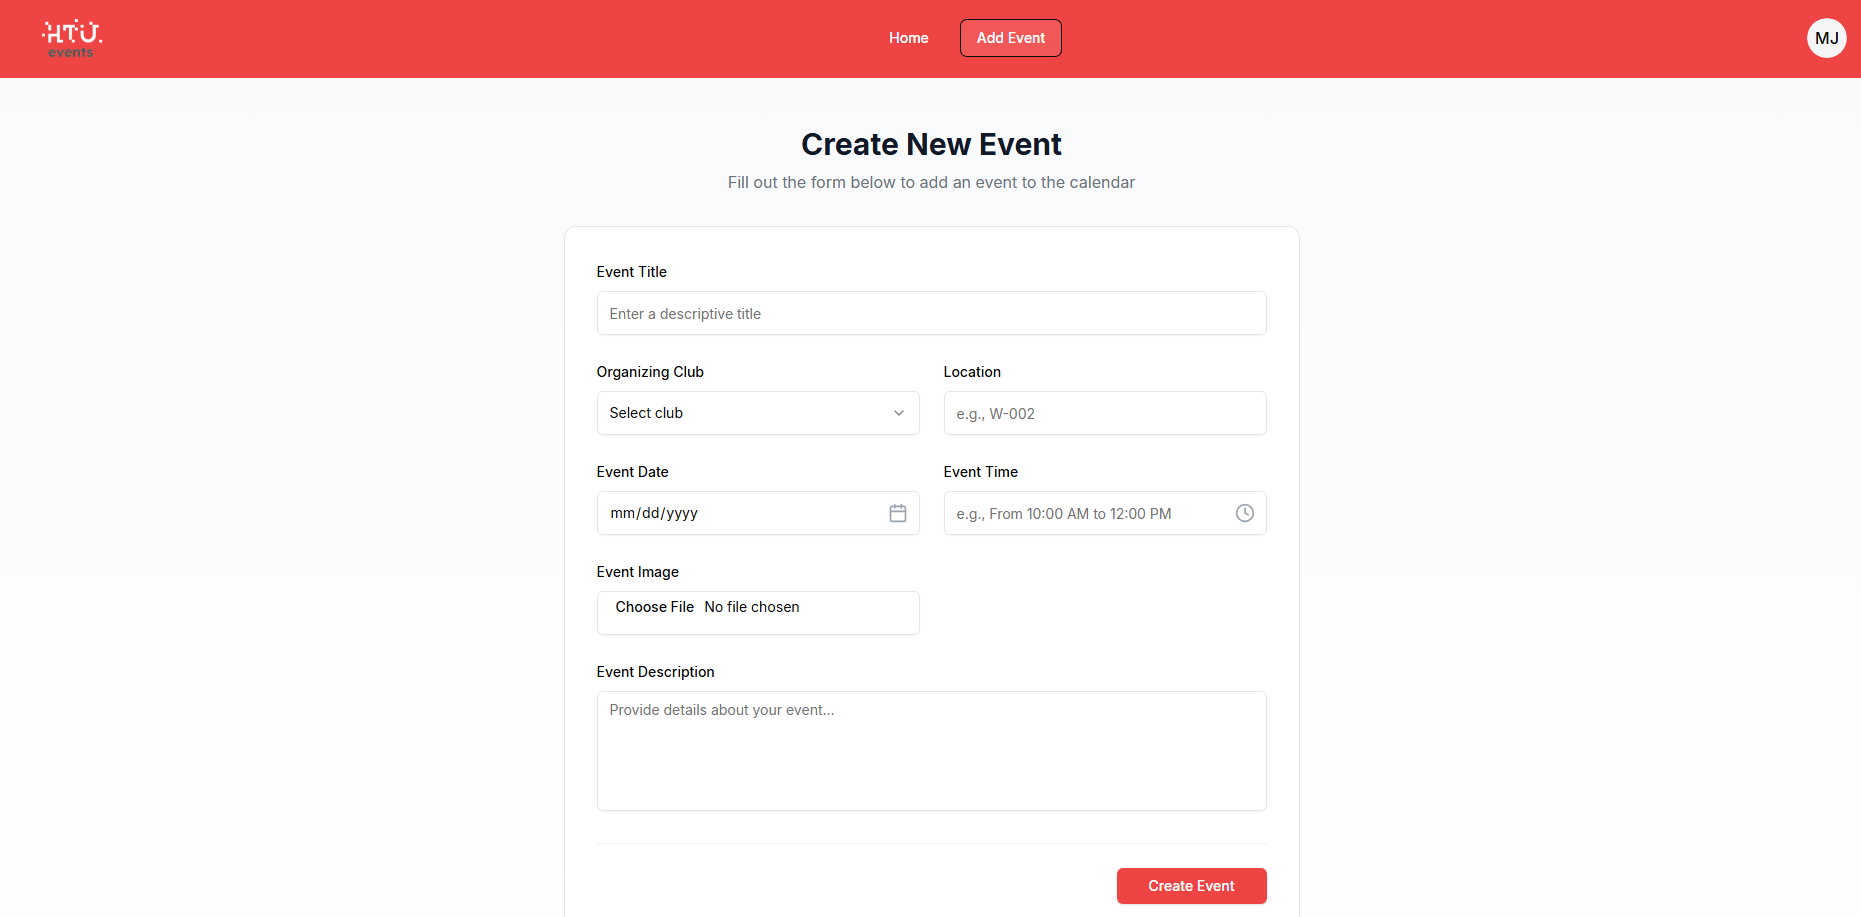 HTU.
events
Home
Add Event
MJ
Create New Event
Fill out the form below to add an event to the calendar
Event Title
Enter a descriptive title
Organizing Club
Location
Select club
e.g., W-002
Event Date
Event Time
mm/dd/yyyy
e.g., From 10:00 AM to 12:00 PM
Event Image
Choose File No file chosen
Event Description
Provide details about your event...
Create Event